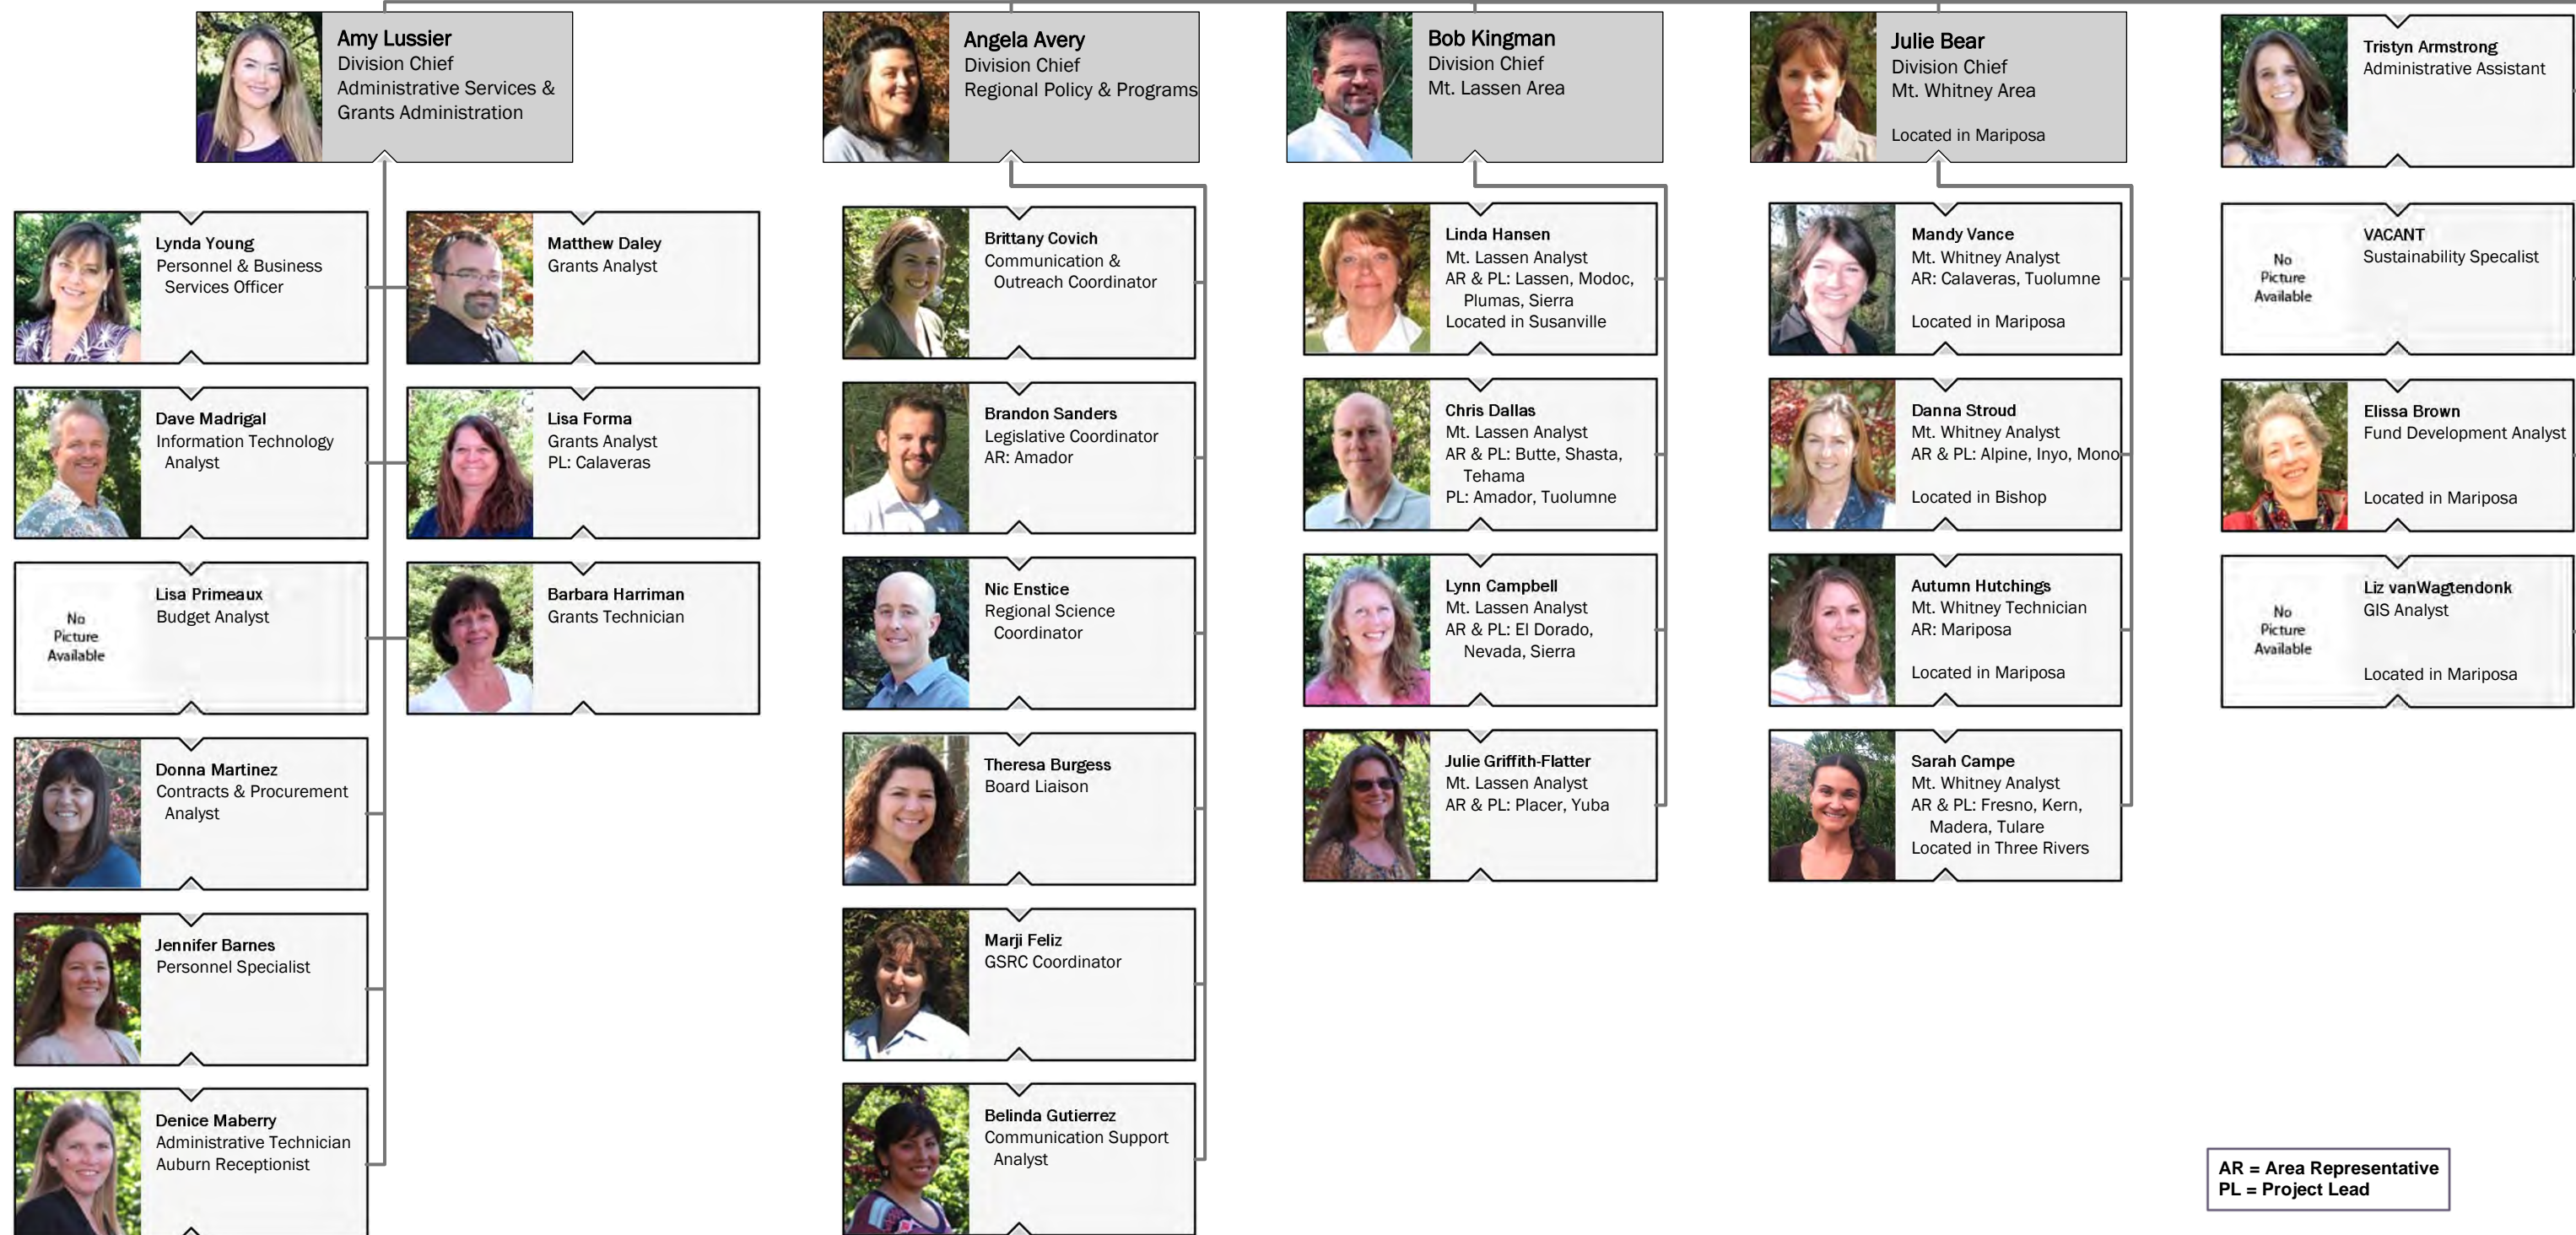 Amy Lussier
Division Chief
Administrative Services &
Grants Administration
Angela Avery
Division Chief
Regional Policy & Programs
Bob Kingman
Division Chief
Mt. Lassen Area
Julie Bear
Division Chief
Mt. Whitney Area
Located in Mariposa
Tristyn Armstrong
Administrative Assistant
Lynda Young
Personnel & Business
Services Officer
Dave Madrigal
Information Technology
Analyst
No
Picture
Available
Lisa Primeaux
Budget Analyst
Donna Martinez
Contracts & Procurement
Analyst
Jennifer Barnes
Personnel Specialist
Denice Maberry
Administrative Technician
Auburn Receptionist
Matthew Daley
Grants Analyst
Lisa Forma
Grants Analyst
PL: Calaveras
Barbara Harriman
Grants Technician
Brittany Covich
Communication &
Outreach Coordinator
Brandon Sanders
Legislative Coordinator
AR: Amador
Nic Enstice
Regional Science
Coordinator
Theresa Burgess
Board Liaison
Marji Feliz
GSRC Coordinator
Belinda Gutierrez
Communication Support
Analyst
Linda Hansen
Mt. Lassen Analyst
AR & PL: Lassen, Modoc,
Plumas, Sierra
Located in Susanville
Chris Dallas
Mt. Lassen Analyst
AR & PL: Butte, Shasta,
Tehama
PL: Amador, Tuolumne
Lynn Campbell
Mt. Lassen Analyst
AR & PL: El Dorado,
Nevada, Sierra
Julie Griffith-Flatter
Mt. Lassen Analyst
AR & PL: Placer, Yuba
Mandy Vance
Mt. Whitney Analyst
AR: Calaveras, Tuolumne
Located in Mariposa
Danna Stroud
Mt. Whitney Analyst
AR & PL: Alpine, Inyo, Mono
Located in Bishop
Autumn Hutchings
Mt. Whitney Technician
AR: Mariposa
Located in Mariposa
Sarah Campe
Mt. Whitney Analyst
AR & PL: Fresno, Kern,
Madera, Tulare
Located in Three Rivers
No
Picture
Available
VACANT
Sustainability Specalist
Elissa Brown
Fund Development Analyst
Located in Mariposa
No
Picture
Available
Liz vanWagtendonk
GIS Analyst
Located in Mariposa
AR = Area Representative
PL = Project Lead